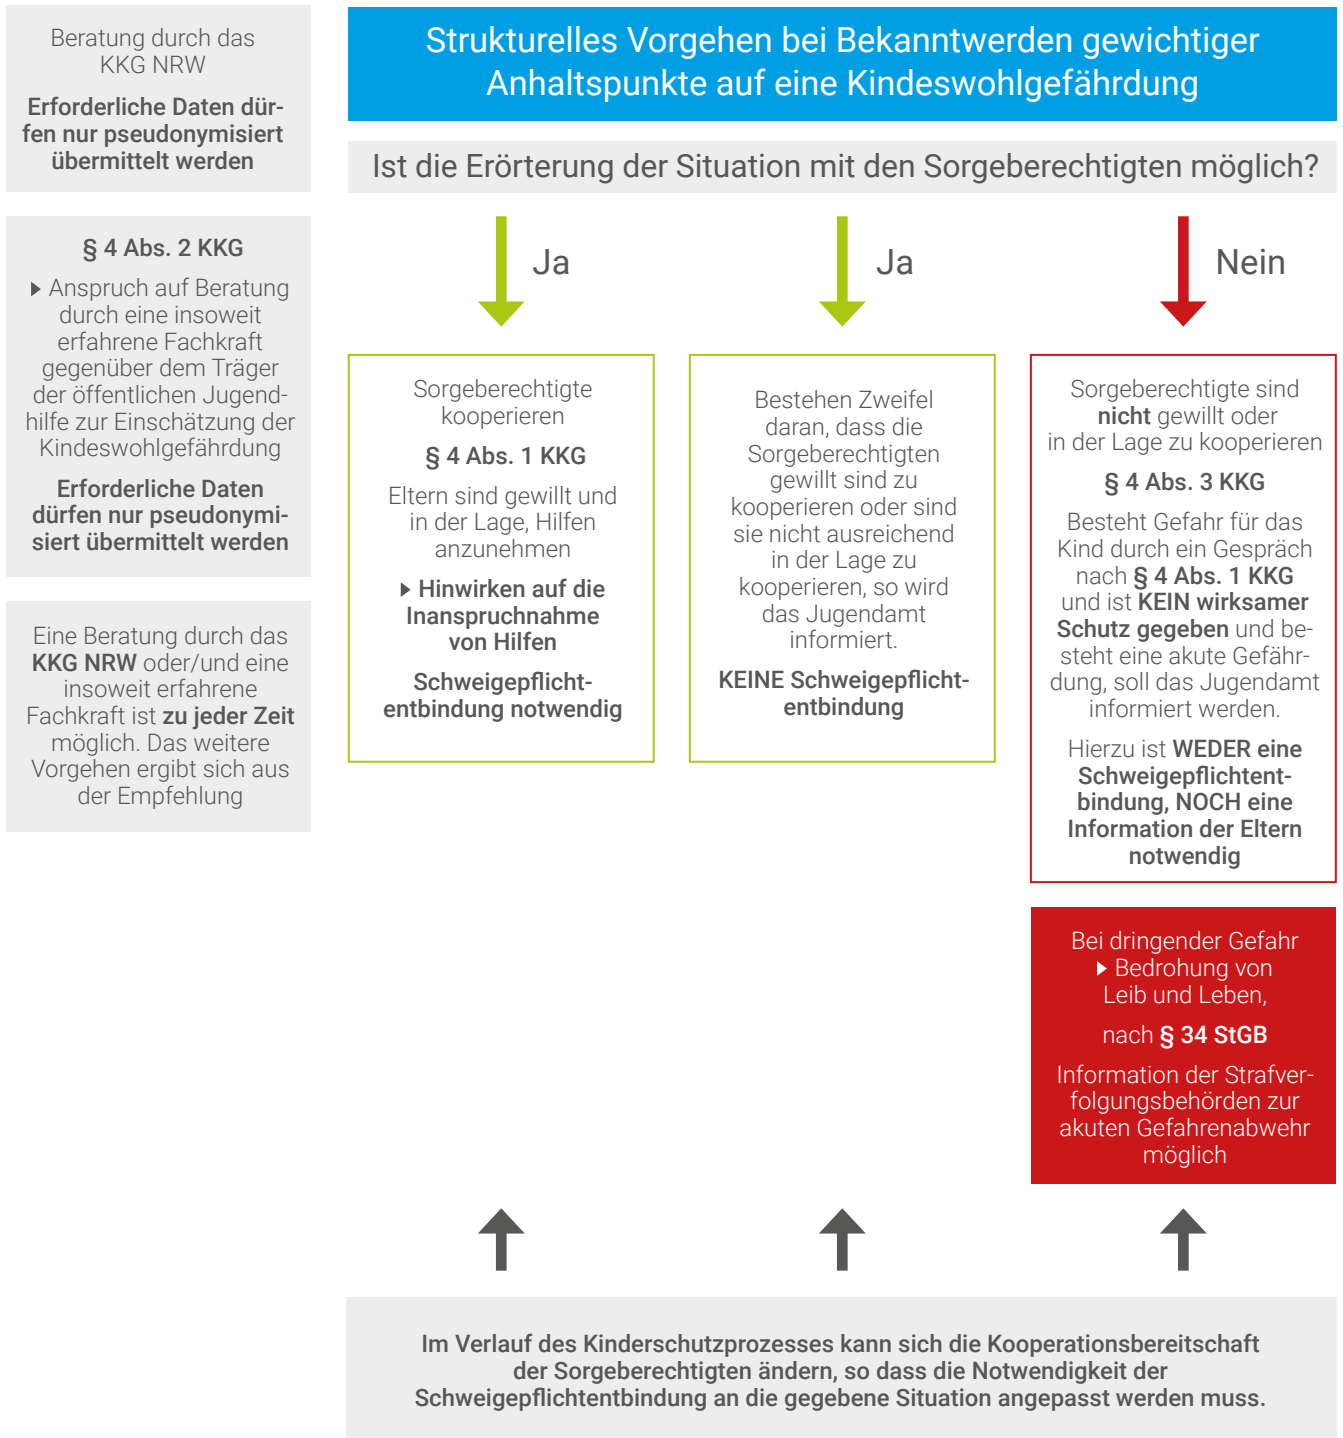 Beratung durch das
KKG NRW
Erforderliche Daten dür-
fen nur pseudonymisiert
übermittelt werden
§ 4 Abs. 2 KKG
▶ Anspruch auf Beratung
durch eine insoweit
erfahrene Fachkraft
gegenüber dem Träger
der öffentlichen Jugend-
hilfe zur Einschätzung der
Kindeswohlgefährdung
Erforderliche Daten
dürfen nur pseudonymi-
siert übermittelt werden
Eine Beratung durch das
KKG NRW oder/und eine
insoweit erfahrene
Fachkraft ist zu jeder Zeit
möglich. Das weitere
Vorgehen ergibt sich aus
der Empfehlung
Strukturelles Vorgehen bei Bekanntwerden gewichtiger
Anhaltspunkte auf eine Kindeswohlgefährdung
Ist die Erörterung der Situation mit den Sorgeberechtigten möglich?
Ja
Ja
Nein
Sorgeberechtigte
kooperieren
§ 4 Abs. 1 KKG
Eltern sind gewillt und
in der Lage, Hilfen
anzunehmen
▶ Hinwirken auf die
Inanspruchnahme
von Hilfen
Schweigepflicht-
entbindung notwendig
Bestehen Zweifel
daran, dass die
Sorgeberechtigten
gewillt sind zu
kooperieren oder sind
sie nicht ausreichend
in der Lage zu
kooperieren, so wird
das Jugendamt
informiert.
KEINE Schweigepflicht-
entbindung
Sorgeberechtigte sind
nicht gewillt oder
in der Lage zu kooperieren
§ 4 Abs. 3 KKG
Besteht Gefahr für das
Kind durch ein Gespräch
nach § 4 Abs. 1 KKG
und ist KEIN wirksamer
Schutz gegeben und be-
steht eine akute Gefähr-
dung, soll das Jugendamt
informiert werden.
Hierzu ist WEDER eine
Schweigepflichtent-
bindung, NOCH eine
Information der Eltern
notwendig
Bei dringender Gefahr
▶ Bedrohung von
Leib und Leben,
nach § 34 StGB
Information der Strafver-
folgungsbehörden zur
akuten Gefahrenabwehr
möglich
Im Verlauf des Kinderschutzprozesses kann sich die Kooperationsbereitschaft
der Sorgeberechtigten ändern, so dass die Notwendigkeit der
Schweigepflichtentbindung an die gegebene Situation angepasst werden muss.